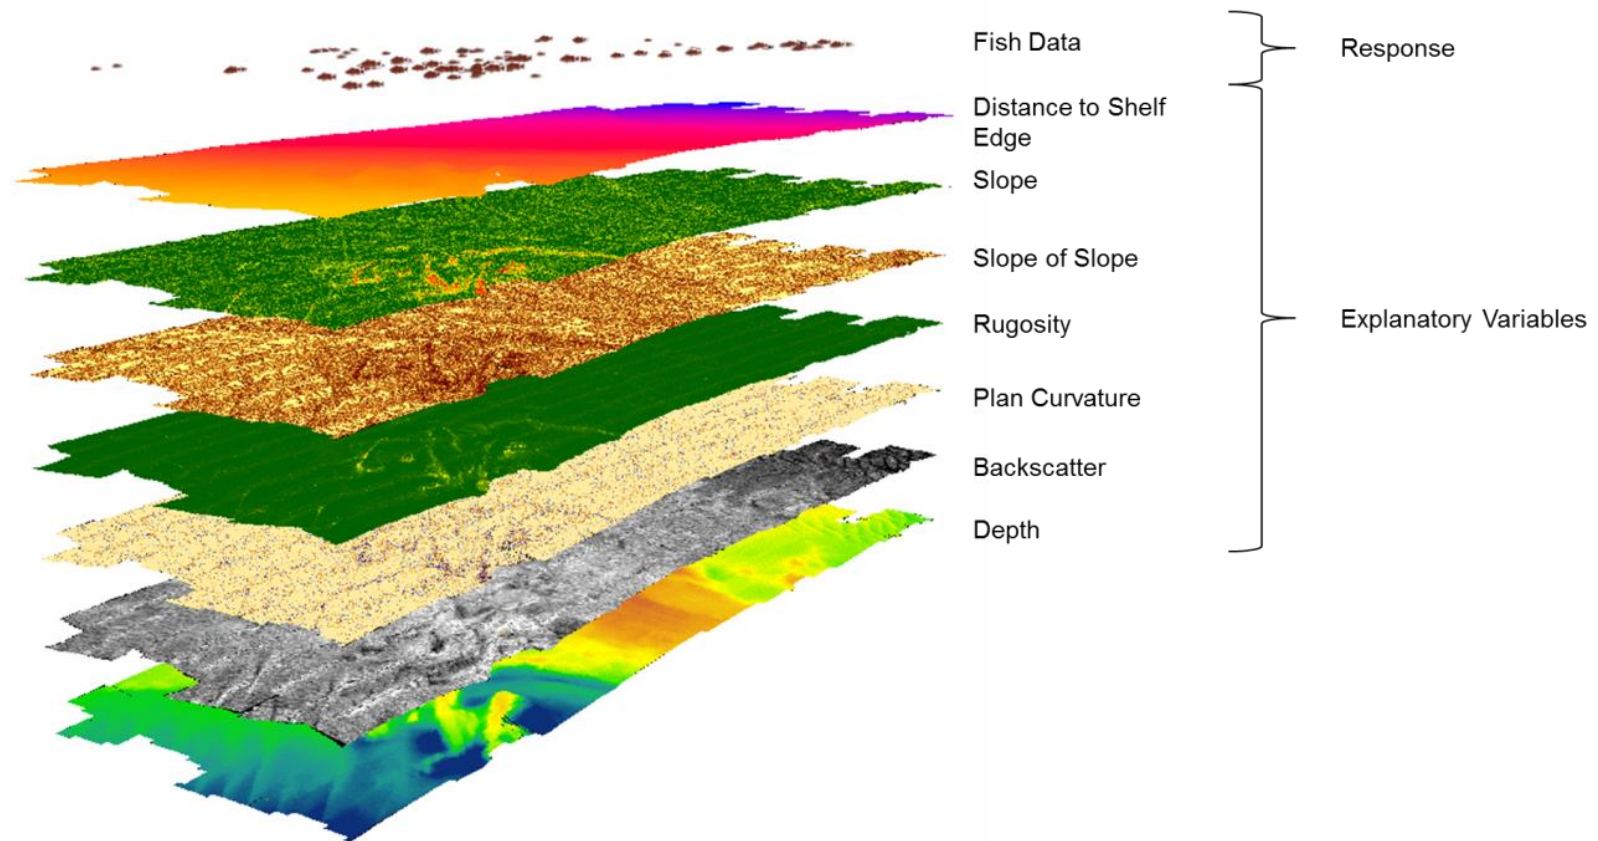 Fish Data
Response
Distance to Shelf
Edge
Slope
Slope of Slope
Rugosity
Explanatory Variables
Plan Curvature
Backscatter
Depth